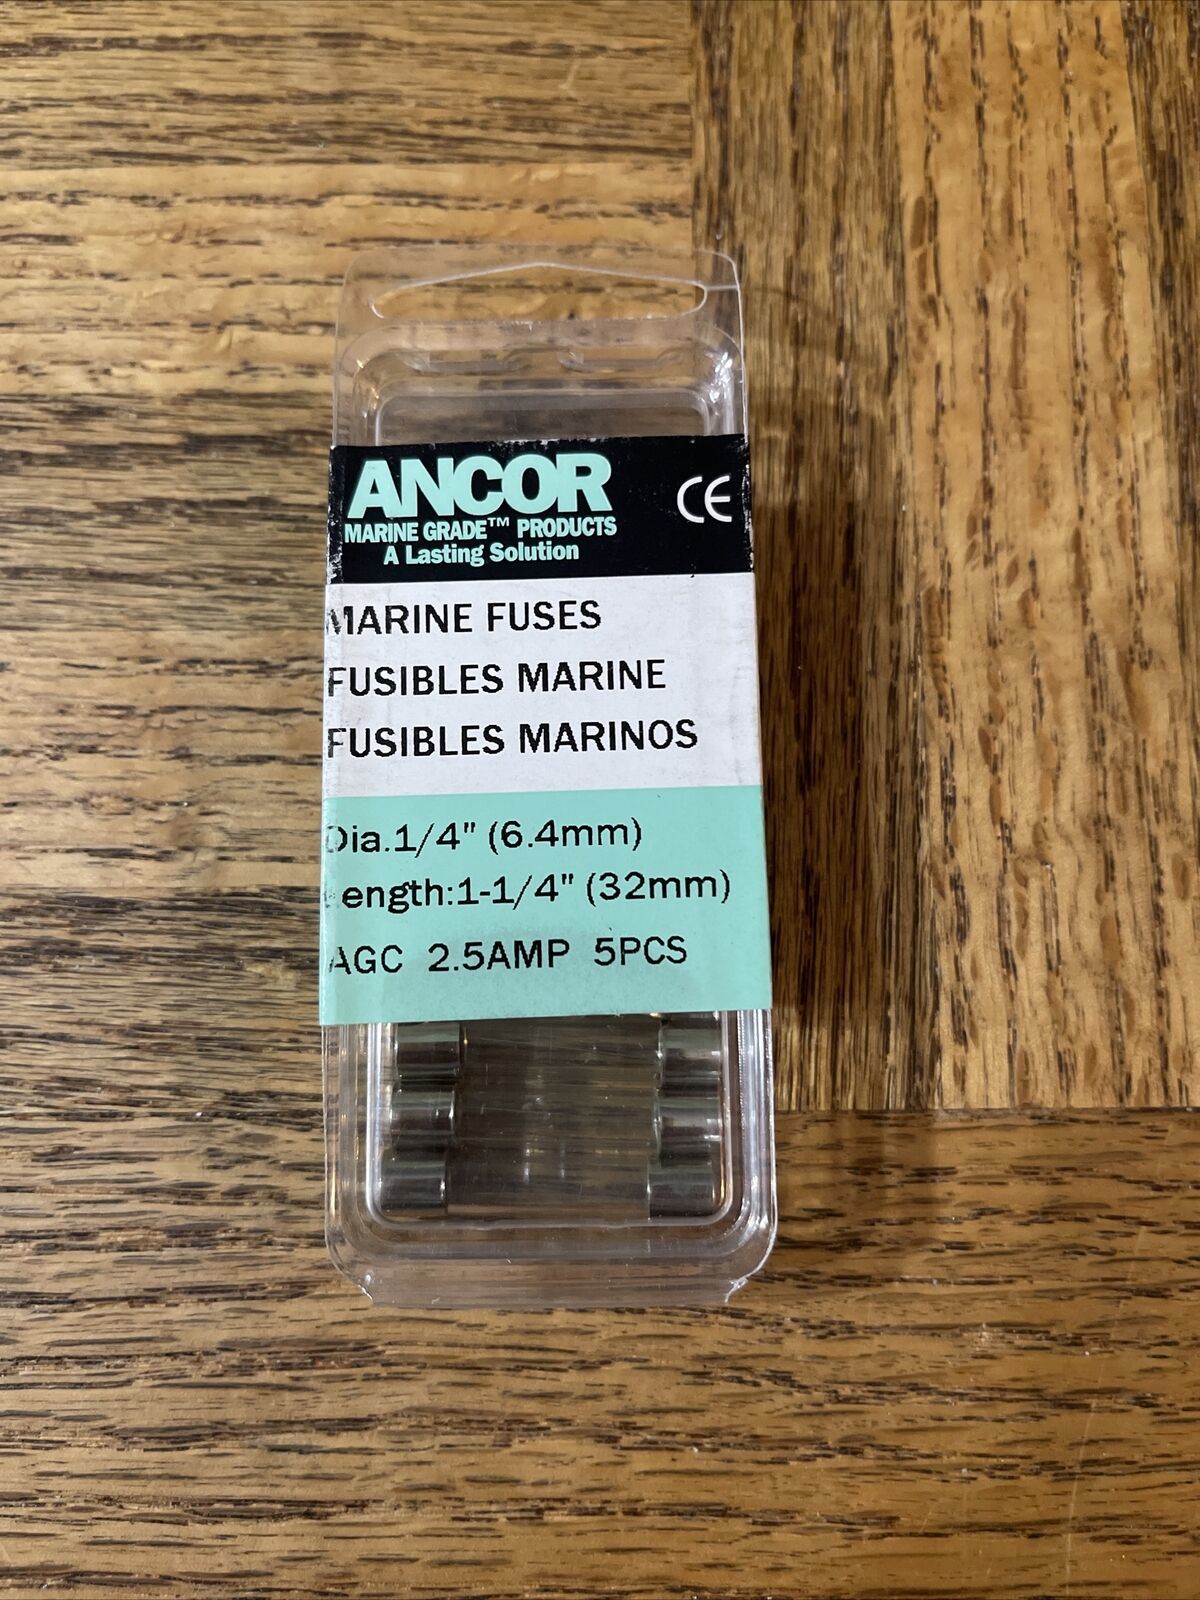 ANCOR
MARINE GRADE™ PRODUCTS
A Lasting Solution
CE
MARINE FUSES
FUSIBLES MARINE
FUSIBLES MARINOS
Dia.1/4" (6.4mm)
Length:1-1/4" (32mm)
AGC 2.5AMP 5PCS